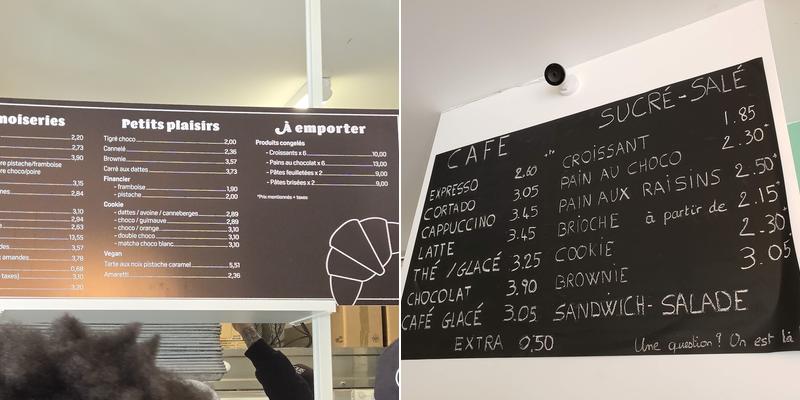 noiseries
2,20
2,73
3,90
re pistache/framboise
re choco/poire
3,15
nes 2,84
3,10
2,94
2,63
13,55
des 3,57
x amandes 3,78
0,68
taxes) 3,10
3,20
Petits plaisirs
Tigré choco 2,00
Cannelé 2,36
Brownie 3,57
Carré aux dattes 3,73
Financier
- framboise 1,90
- pistache 2,00
Cookie
- dattes / avoine / canneberges 2,89
- choco / guimauve 2,89
- choco / orange 3,10
- double choco 3,10
- matcha choco blanc 3,10
Vegan
Tarte aux noix pistache caramel 5,51
Amaretti 2,36
À emporter
Produits congelés
- Croissants x 6 10,00
- Pains au chocolat x 6 13,00
- Pâtes feuilletées x 2 9,00
- Pâtes brisées x 2 9,00
*Prix mentionnés + taxes
CAFÉ
EXPRESSO 2.60
CORTADO 3.05
CAPPUCCINO 3.45
LATTE 3.45
THÉ /GLACÉ 3.25
CHOCOLAT 3.90
CAFÉ GLACÉ 3.05
EXTRA 0.50
SUCRÉ-SALÉ
CROISSANT 1.85
PAIN AU CHOCO 2.30+
PAIN AUX RAISINS 2.50+
BRIOCHE à partir de 2.15+
COOKIE 2.30+
BROWNIE 3.05
SANDWICH-SALADE
Une question? On est là